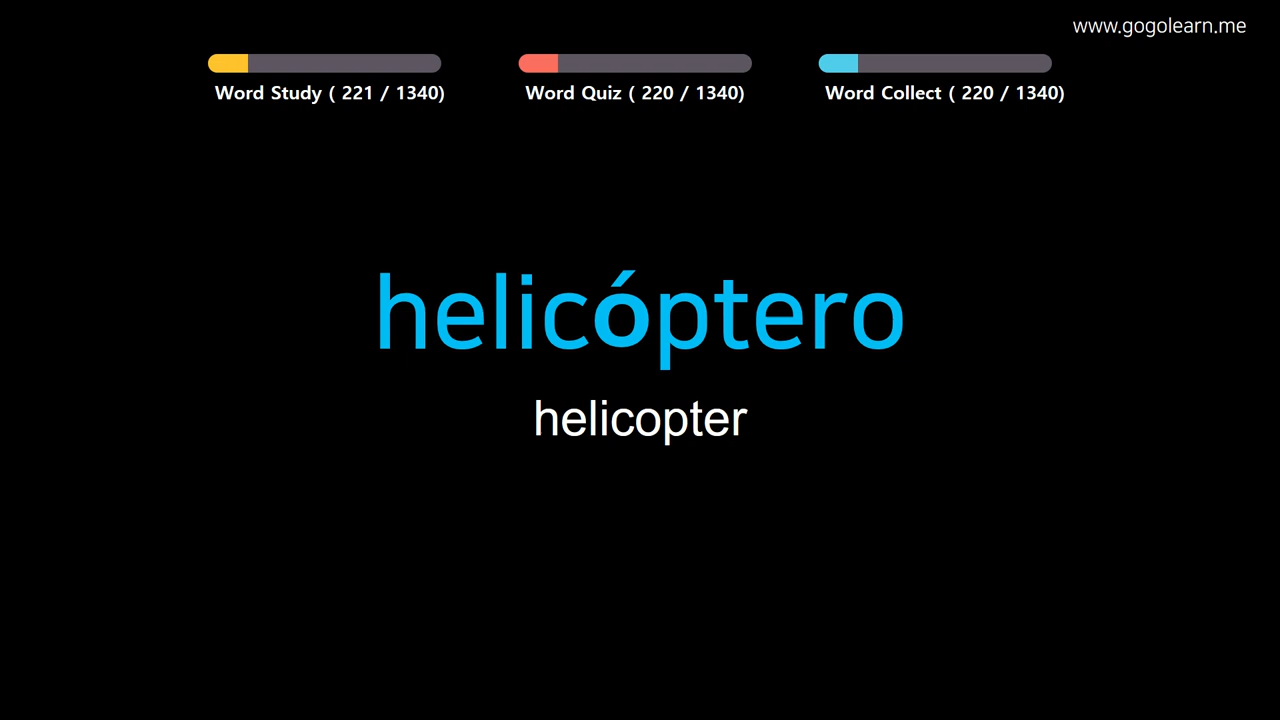 www.gogolearn.me
Word Study ( 221 / 1340)
Word Quiz ( 220 / 1340)
Word Collect ( 220 / 1340)
helicóptero
helicopter